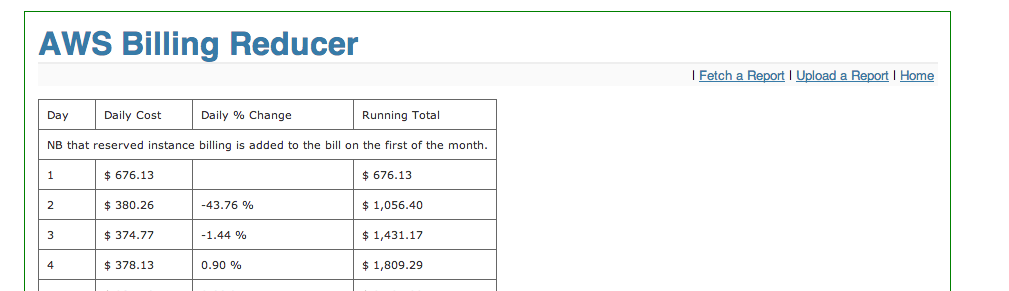 AWS Billing Reducer
| Fetch a Report | Upload a Report | Home
Day Daily Cost Daily % Change Running Total
NB that reserved instance billing is added to the bill on the first of the month.
1 $ 676.13 $ 676.13
2 $ 380.26 -43.76 % $ 1,056.40
3 $ 374.77 -1.44 % $ 1,431.17
4 $ 378.13 0.90 % $ 1,809.29